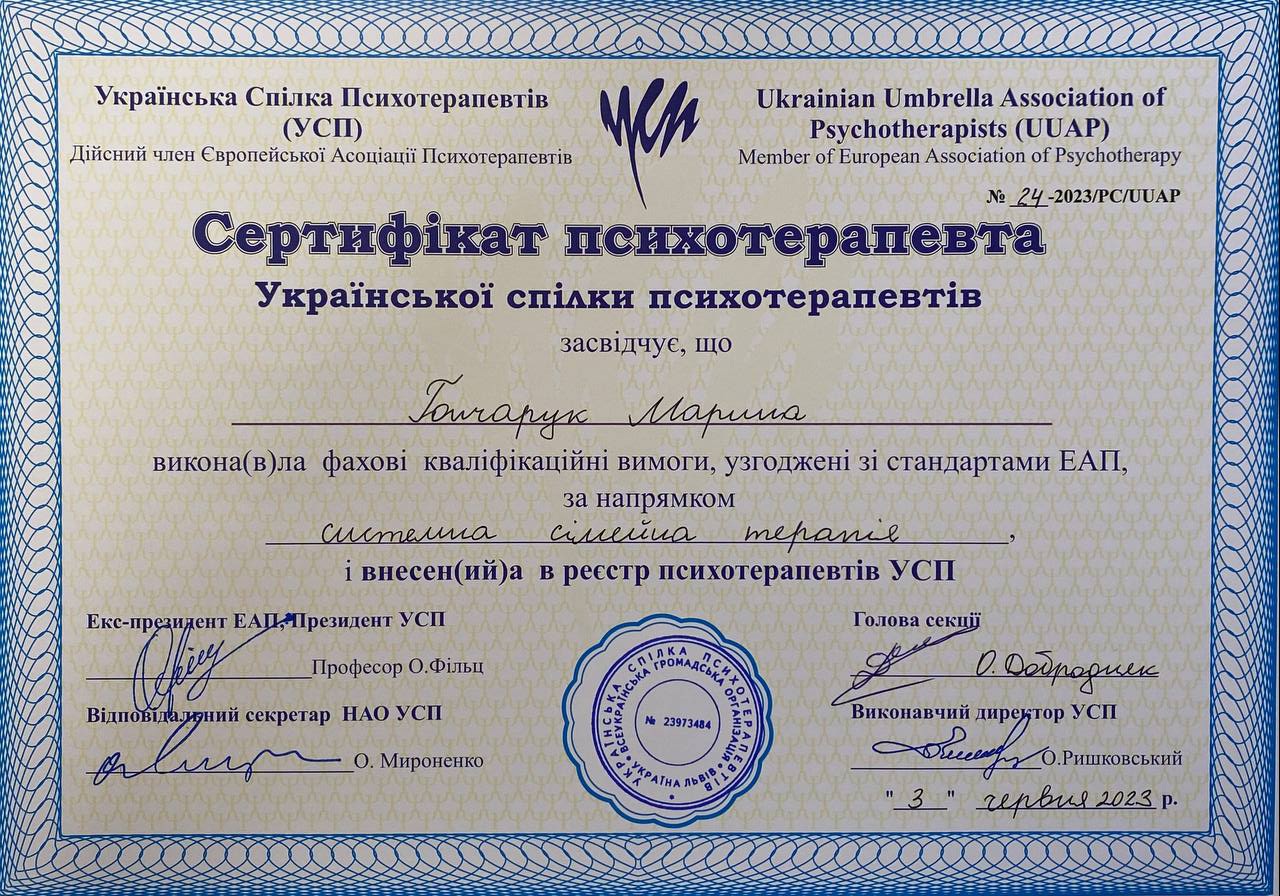 Українська Спілка Психотерапевтів
(УСП)
Дійсний член Європейської Асоціації Психотерапевтів
усп
Ukrainian Umbrella Association of
Psychotherapists (UUAP)
Member of European Association of Psychotherapy
№ 24-2023/PC/UUAP
Сертифікат психотерапевта
Української спілки психотерапевтів
засвідчує, що
Гончарук Марина
викона(в)ла фахові кваліфікаційні вимоги, узгоджені зі стандартами ЕАП,
за напрямком
системна сімейна терапія,
і внесен(ий)а в реєстр психотерапевтів УСП
Екс-президент ЕАП, Президент УСП
Професор О.Фільц
Відповідальний секретар НАО УСП
О. Мироненко
УКРАЇНСЬКА СПІЛКА ПСИХОТЕРАПЕВТІВ
ВСЕУКРАЇНСЬКА ГРОМАДСЬКА ОРГАНІЗАЦІЯ
№ 23973484
УКРАЇНА ЛЬВІВ
Голова секції
О. Добродняк
Виконавчий директор УСП
О.Ришковський
"3" червня 2023 р.